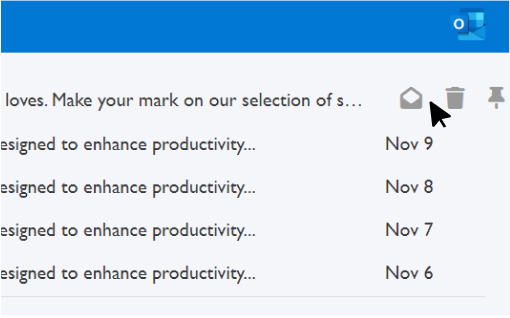 O
loves. Make your mark on our selection of s...
esigned to enhance productivity... Nov 9
esigned to enhance productivity... Nov 8
esigned to enhance productivity... Nov 7
esigned to enhance productivity... Nov 6